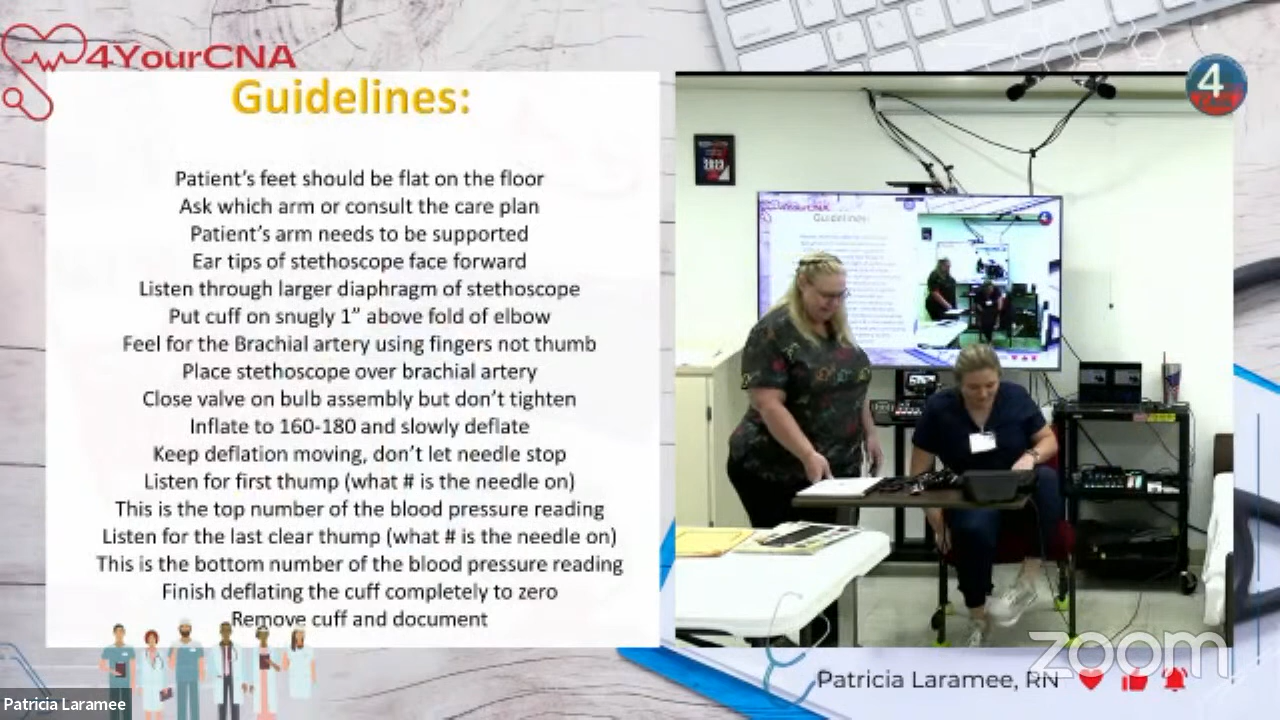 4YourCNA
Guidelines:
Patient's feet should be flat on the floor
Ask which arm or consult the care plan
Patient's arm needs to be supported
Ear tips of stethoscope face forward
Listen through larger diaphragm of stethoscope
Put cuff on snugly 1” above fold of elbow
Feel for the Brachial artery using fingers not thumb
Place stethoscope over brachial artery
Close valve on bulb assembly but don't tighten
Inflate to 160-180 and slowly deflate
Keep deflation moving, don't let needle stop
Listen for first thump (what # is the needle on)
This is the top number of the blood pressure reading
Listen for the last clear thump (what # is the needle on)
This is the bottom number of the blood pressure reading
Finish deflating the cuff completely to zero
Remove cuff and document
Patricia Laramee
4
2023
4YourCNA
Guidelines:
zoom
Patricia Laramee, RN